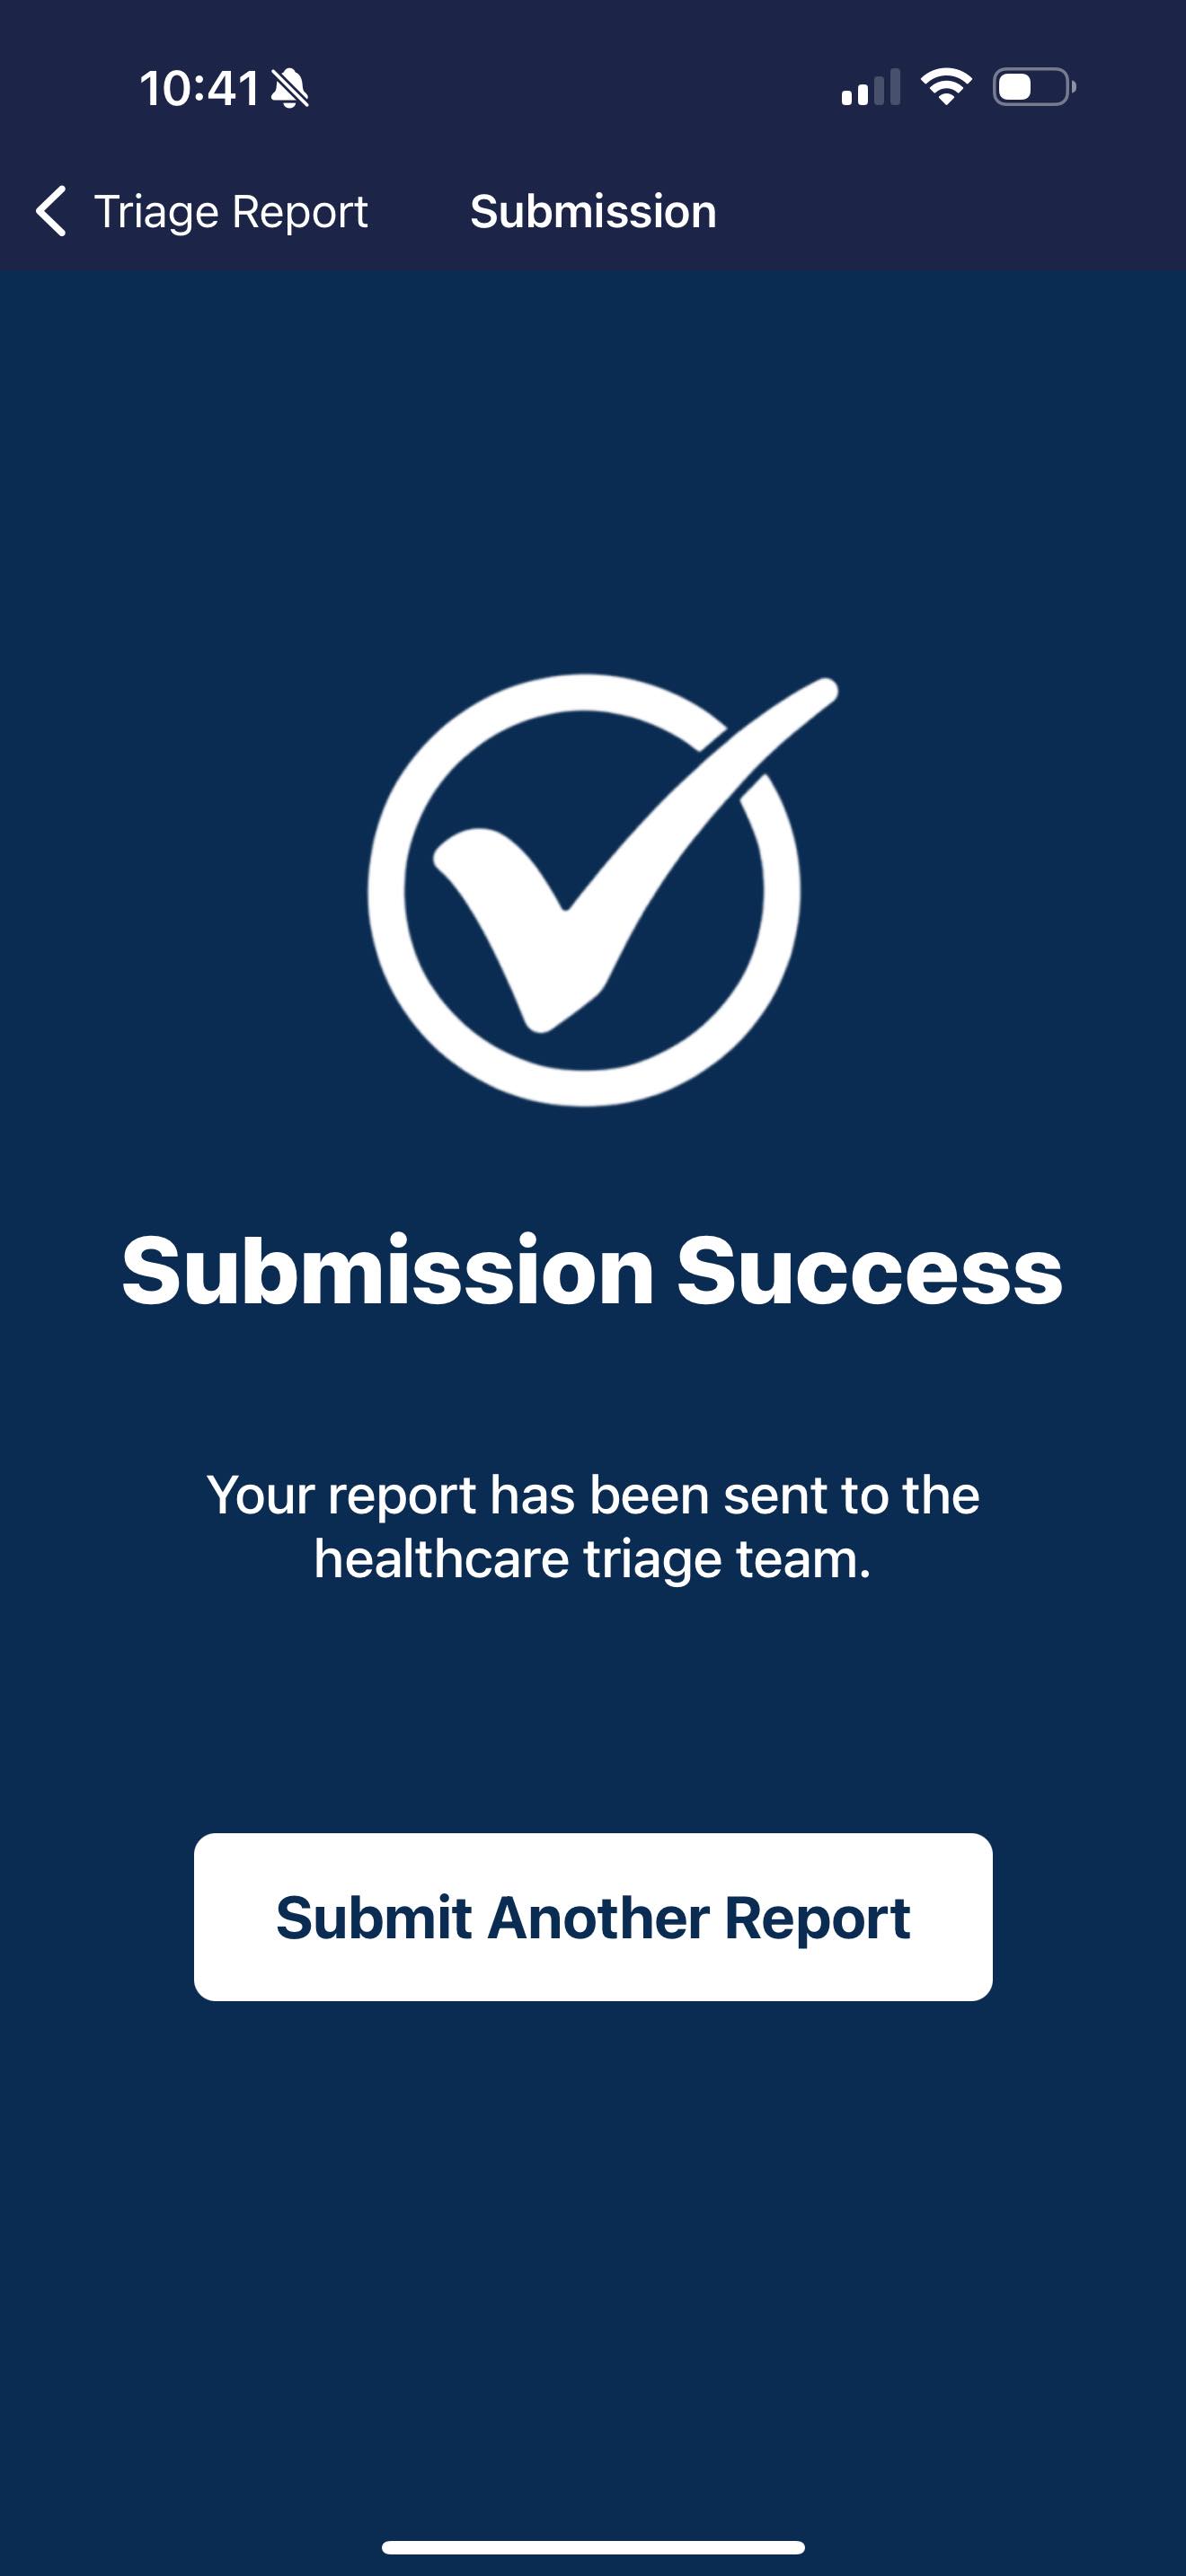 10:41
Triage Report
Submission
Submission Success
Your report has been sent to the
healthcare triage team.
Submit Another Report